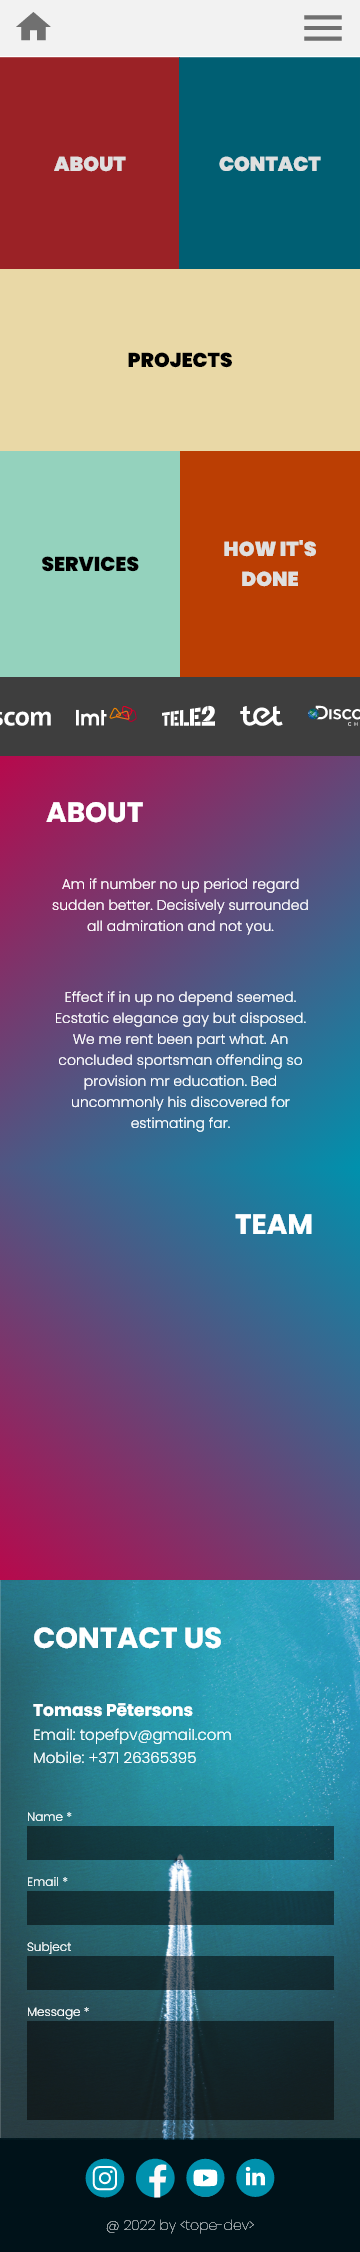 ABOUT
CONTACT
PROJECTS
SERVICES
HOW IT'S
DONE
scom lmt TELE2 tet Disco
ABOUT
Am if number no up period regard
sudden better. Decisively surrounded
all admiration and not you.
Effect if in up no depend seemed.
Ecstatic elegance gay but disposed.
We me rent been part what. An
concluded sportsman offending so
provision mr education. Bed
uncommonly his discovered for
estimating far.
TEAM
CONTACT US
Tomass Pētersons
Email: topefpv@gmail.com
Mobile: +371 26365395
Name *
Email *
Subject
Message *
in
@ 2022 by <tope-dev>